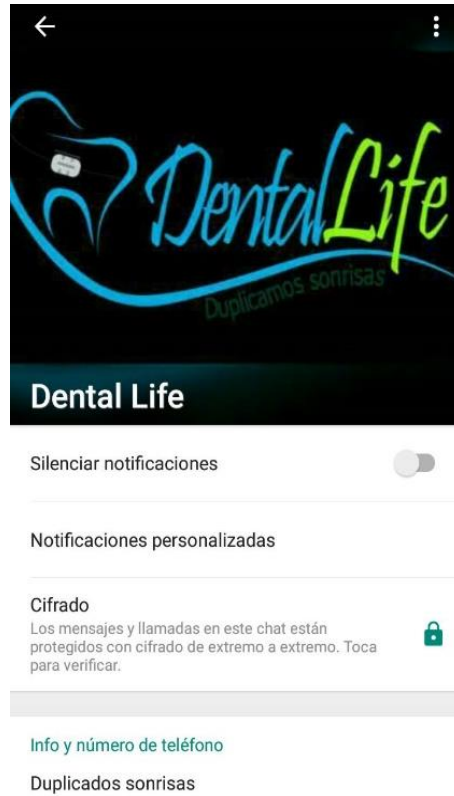 DentalLife
Duplicamos sonrisas
Dental Life
Silenciar notificaciones
Notificaciones personalizadas
Cifrado
Los mensajes y llamadas en este chat están
protegidos con cifrado de extremo a extremo. Toca
para verificar.
Info y número de teléfono
Duplicados sonrisas